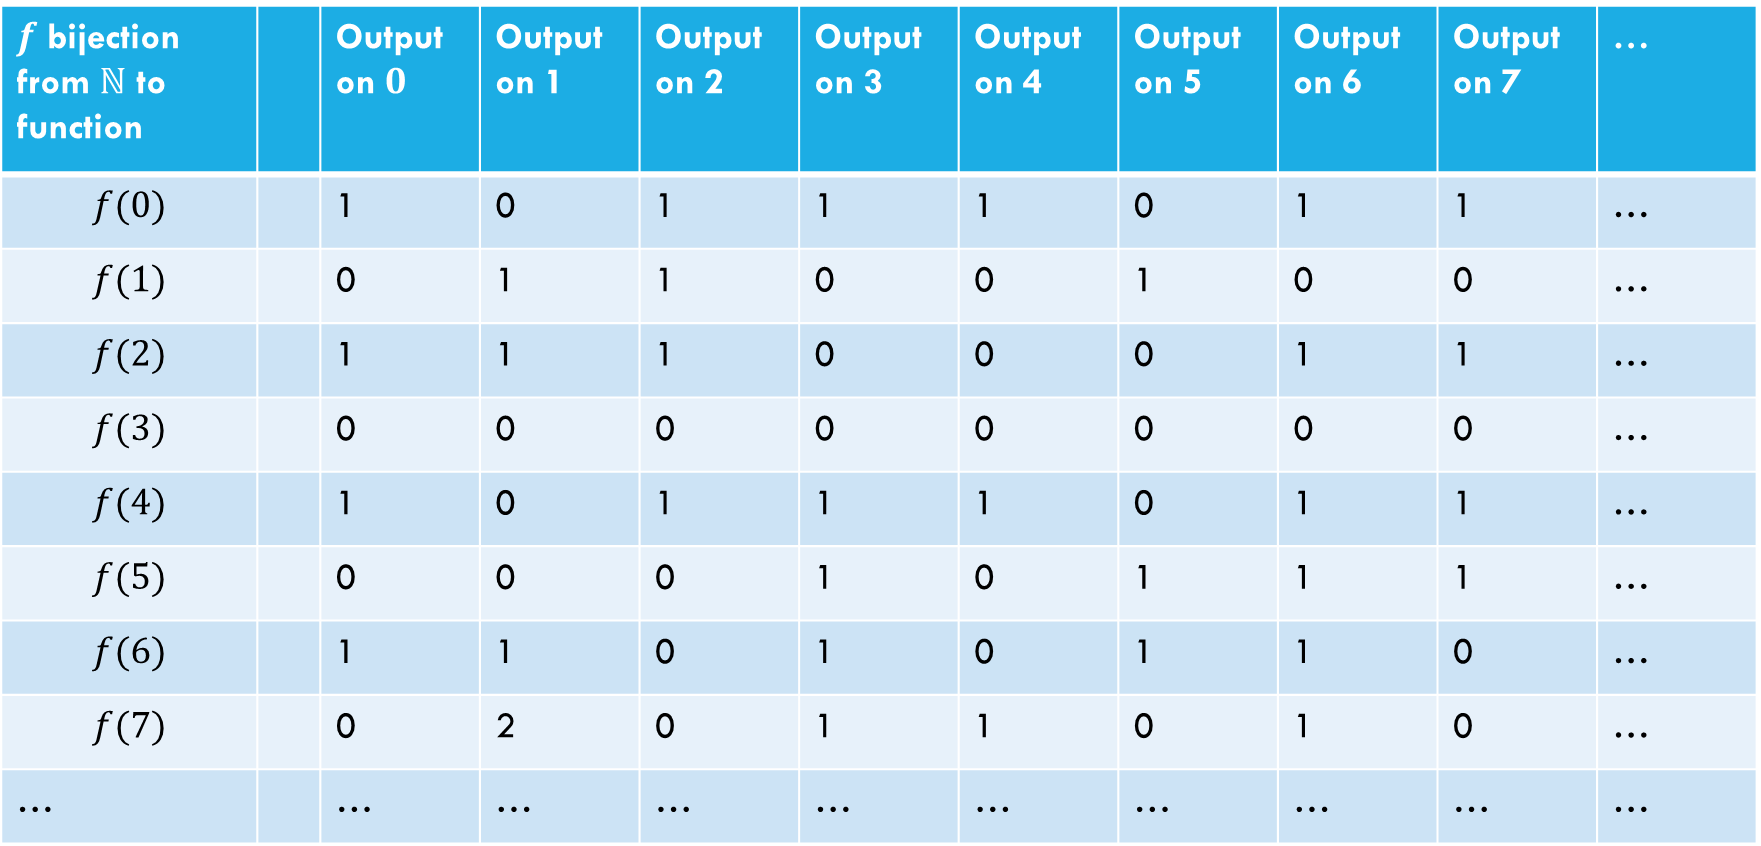 f bijection from ℕ to function Output on 0 Output on 1 Output on 2 Output on 3 Output on 4 Output on 5 Output on 6 Output on 7 ...
f(0) 1 0 1 1 1 0 1 1 ...
f(1) 0 1 1 0 0 1 0 0 ...
f(2) 1 1 1 0 0 0 1 1 ...
f(3) 0 0 0 0 0 0 0 0 ...
f(4) 1 0 1 1 1 0 1 1 ...
f(5) 0 0 0 1 0 1 1 1 ...
f(6) 1 1 0 1 0 1 1 0 ...
f(7) 0 2 0 1 1 0 1 0 ...
... ... ... ... ... ... ... ... ... ...